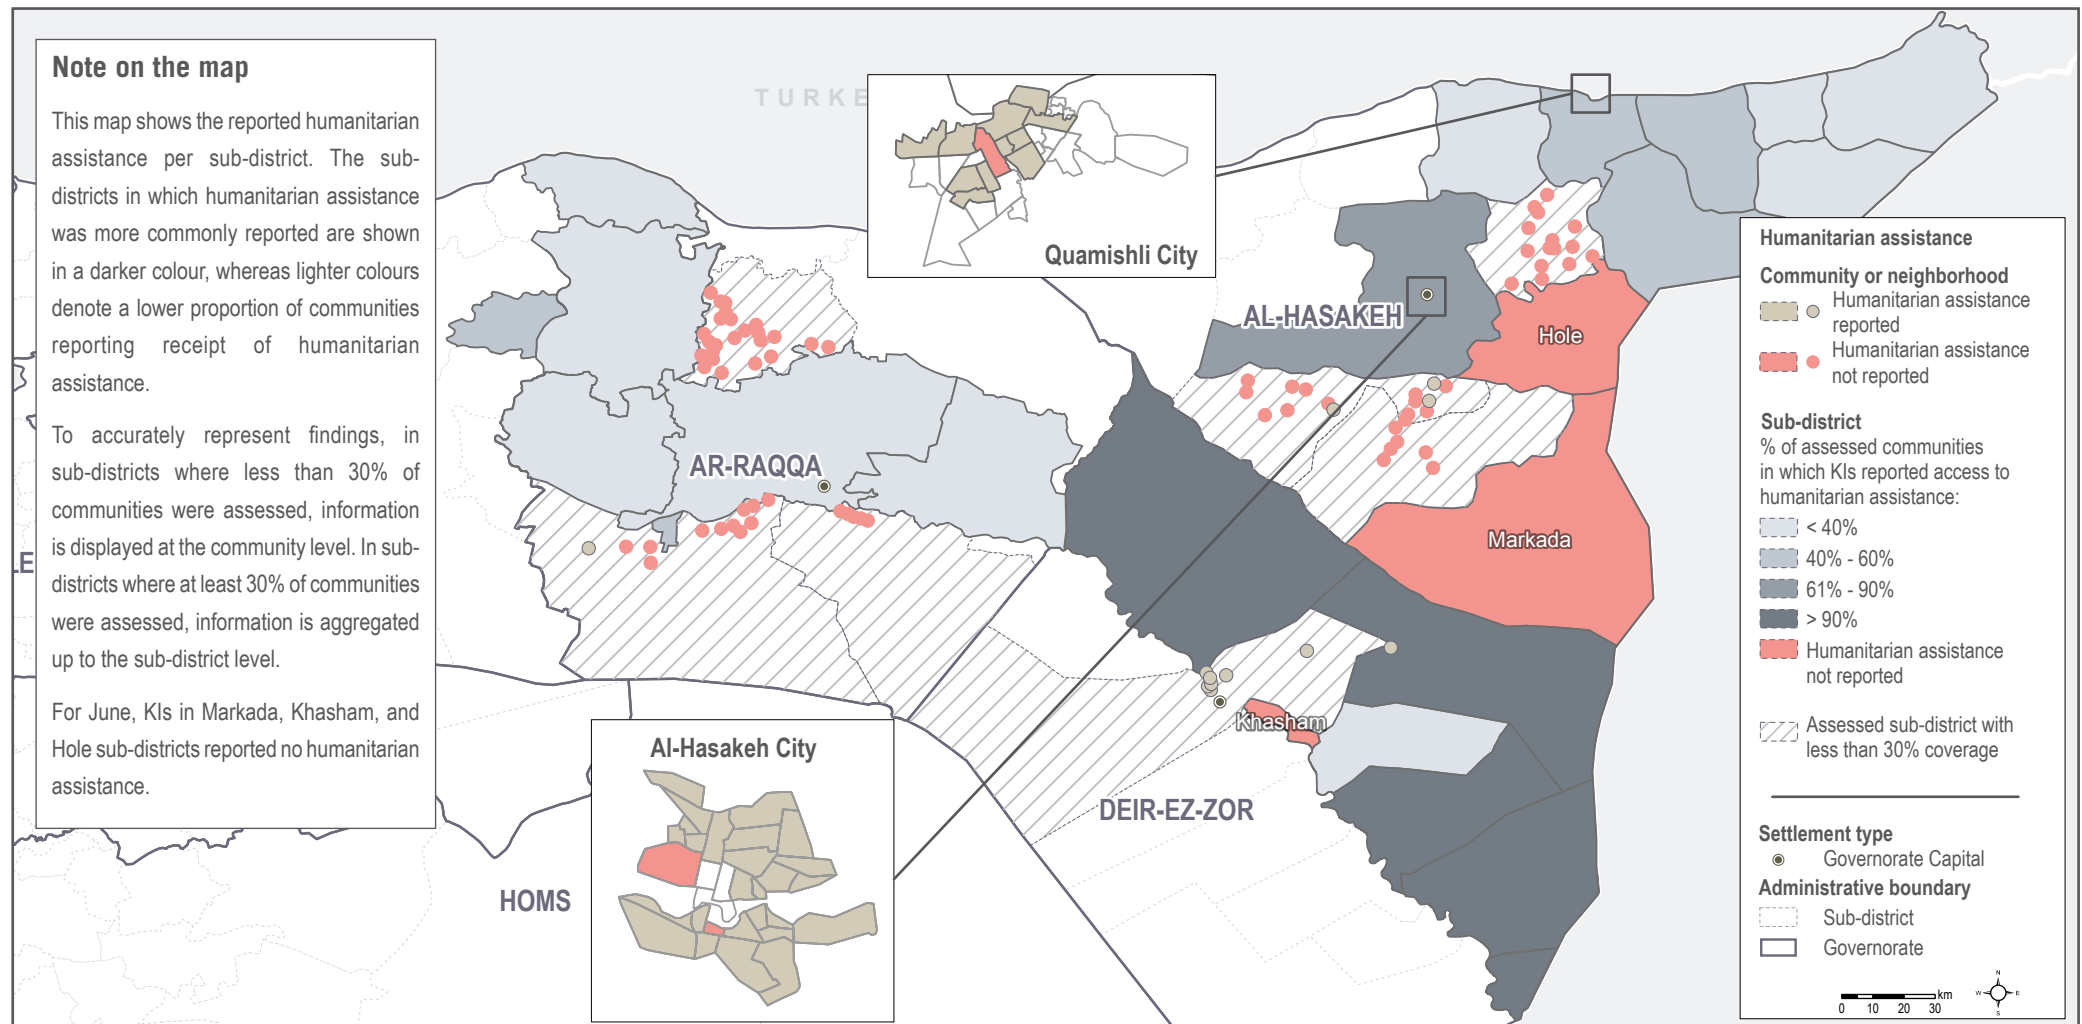 Note on the map
This map shows the reported humanitarian
assistance per sub-district. The sub-
districts in which humanitarian assistance
was more commonly reported are shown
in a darker colour, whereas lighter colours
denote a lower proportion of communities
reporting receipt of humanitarian
assistance.
To accurately represent findings, in
sub-districts where less than 30% of
communities were assessed, information
is displayed at the community level. In sub-
districts where at least 30% of communities
were assessed, information is aggregated
up to the sub-district level.
For June, KIs in Markada, Khasham, and
Hole sub-districts reported no humanitarian
assistance.
TURKE
Quamishli City
AL-HASAKEH
Hole
AR-RAQQA
Markada
LE
Khasham
Al-Hasakeh City
DEIR-EZ-ZOR
HOMS
Humanitarian assistance
Community or neighborhood
Humanitarian assistance
reported
Humanitarian assistance
not reported
Sub-district
% of assessed communities
in which KIs reported access to
humanitarian assistance:
< 40%
40% - 60%
61% - 90%
> 90%
Humanitarian assistance
not reported
Assessed sub-district with
less than 30% coverage
Settlement type
Governorate Capital
Administrative boundary
Sub-district
Governorate
km
0 10 20 30
N
W E
S